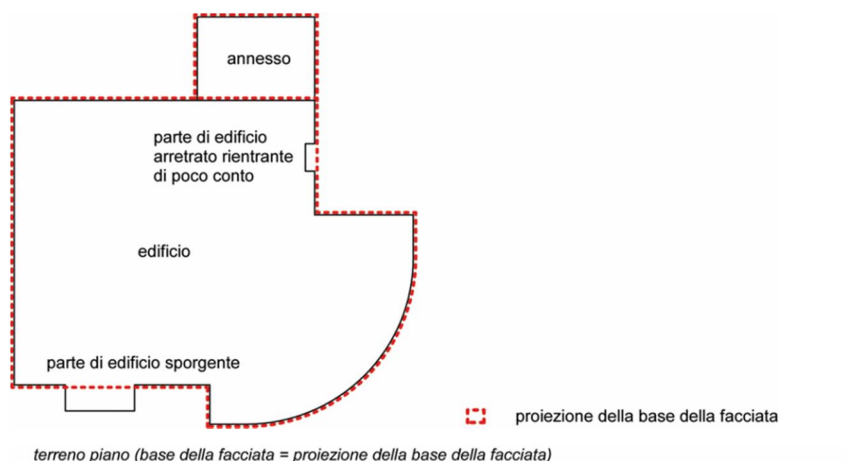 annesso
parte di edificio
arretrato rientrante
di poco conto
edificio
parte di edificio sporgente
proiezione della base della facciata
terreno piano (base della facciata = proiezione della base della facciata)